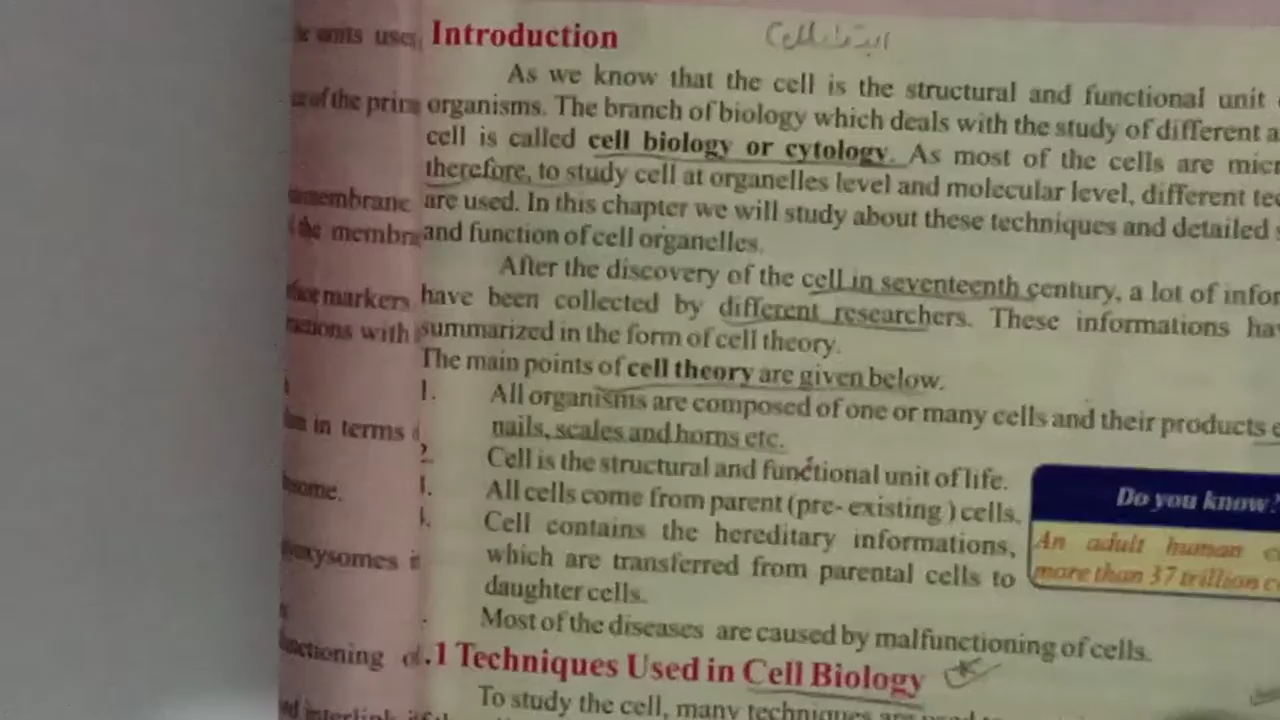 Introduction
As we know that the cell is the structural and functional unit
organisms. The branch of biology which deals with the study of different a
cell is called cell biology or cytology. As most of the cells are micr
therefore, to study cell at organelles level and molecular level, different tec
are used. In this chapter we will study about these techniques and detailed s
and function of cell organelles.
After the discovery of the cell in seventeenth century, a lot of infor
have been collected by different researchers. These informations hav
summarized in the form of cell theory.
The main points of cell theory are given below.
1. All organisms are composed of one or many cells and their products e
nails, scales and horns etc.
2. Cell is the structural and functional unit of life.
All cells come from parent (pre- existing ) cells.
Cell contains the hereditary informations,
which are transferred from parental cells to
daughter cells.
Most of the diseases are caused by malfunctioning of cells.
Do you know?
An adult human c
more than 37 trillion c
.1 Techniques Used in Cell Biology
To study the cell, many techniques are used
of the prim
membrane
the membr
markers
with
in terms
some.
oxysomes
nctioning of
interlink